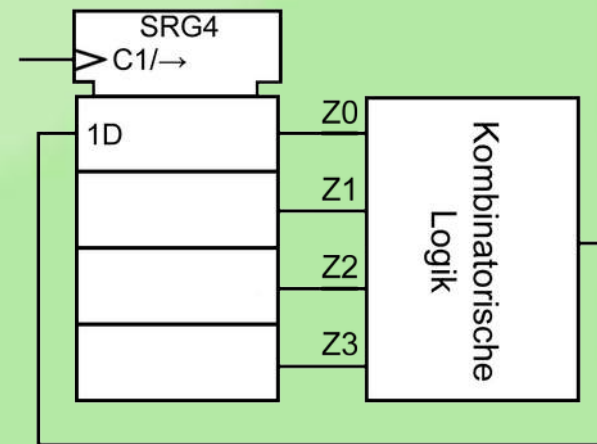 SRG4
C1/→
1D
Z0
Z1
Z2
Z3
Kombinatorische
Logik